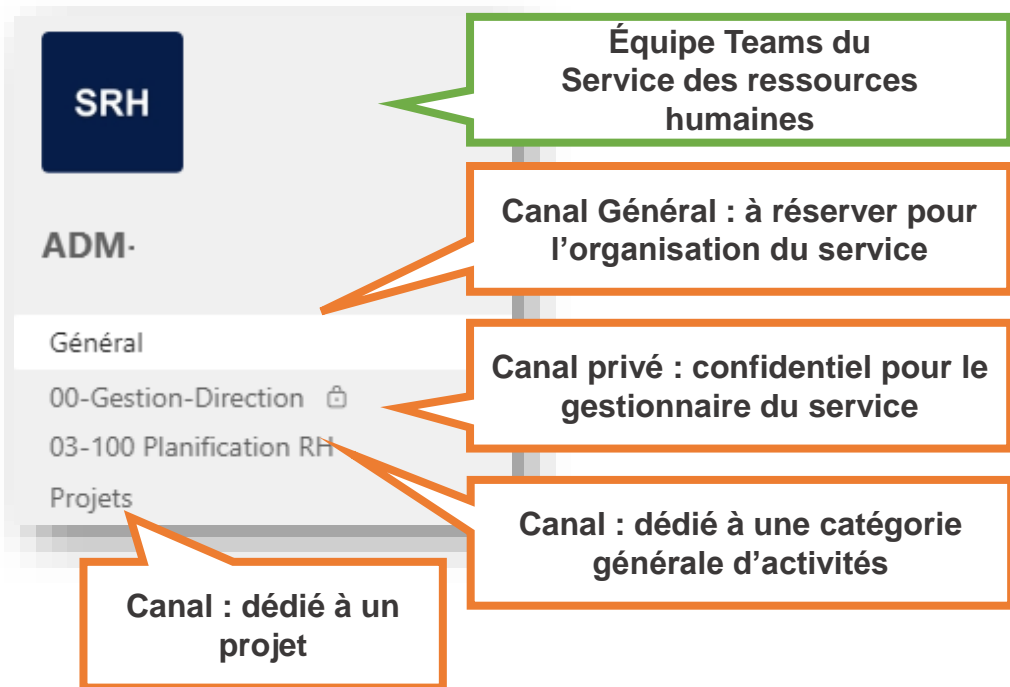 SRH
Équipe Teams du
Service des ressources
humaines
ADM-
Canal Général : à réserver pour
l’organisation du service
Général
Canal privé : confidentiel pour le
gestionnaire du service
00-Gestion-Direction
03-100 Planification RH
Projets
Canal : dédié à une catégorie
générale d’activités
Canal : dédié à un
projet